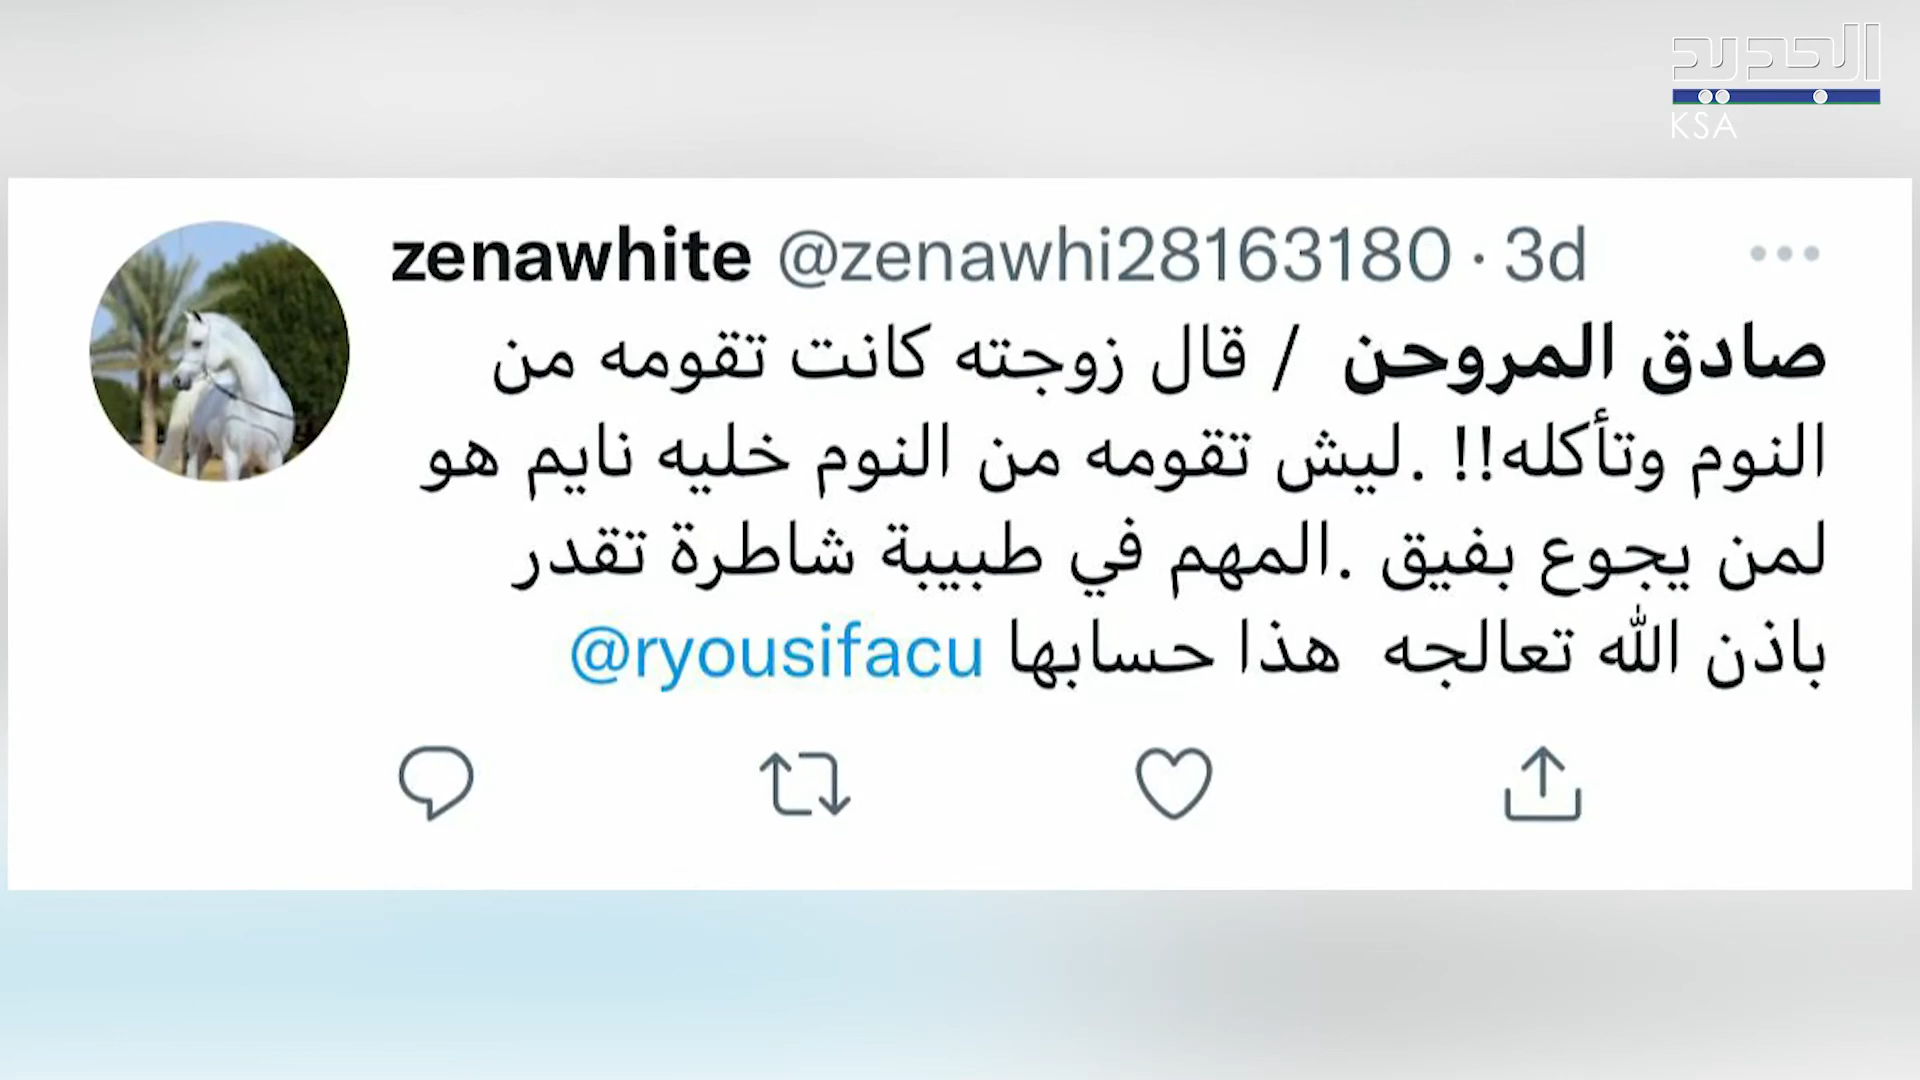 الجديد
KSA
zenawhite @zenawhi28163180 · 3d
صادق المروحن / قال زوجته كانت تقومه من
النوم وتأكله!! .ليش تقومه من النوم خليه نايم هو
لمن يجوع بفيق .المهم في طبيبة شاطرة تقدر
باذن الله تعالجه هذا حسابها @ryousifacu